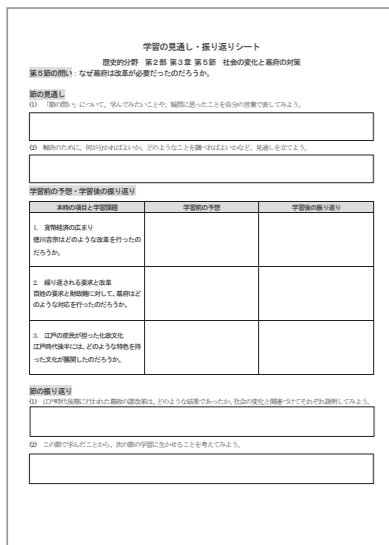 学習の見通し・振り返りシート
歴史的分野 第2部 第3章 第5節 社会の変化と幕府の対策
第5節の問い：なぜ幕府は改革が必要だったのだろうか。
節の見通し
(1) 「節の問い」について、学んでみたいことや、疑問に思ったことを自分の言葉で表してみよう。
(2) 解決のために、何が分かればよいか、どのようなことを調べればよいかなど、見通しを立てよう。
学習前の予想・学習後の振り返り
本時の項目と学習課題 学習前の予想 学習後の振り返り
1. 貨幣経済の広まり
徳川吉宗はどのような改革を行ったの
だろうか。
2. 繰り返される要求と改革
百姓の要求と財政難に対して、幕府はど
のような対応を行ったのだろうか。
3. 江戸の庶民が担った化政文化
江戸時代後半には、どのような特色を持
った文化が展開したのだろうか。
節の振り返り
(1) 江戸時代後期に行われた幕政の諸改革は、どのような結果であったか、社会の変化と関連づけてそれぞれ説明してみよう。
(2) この節で学んだことから、次の節の学習に生かせることを考えてみよう。